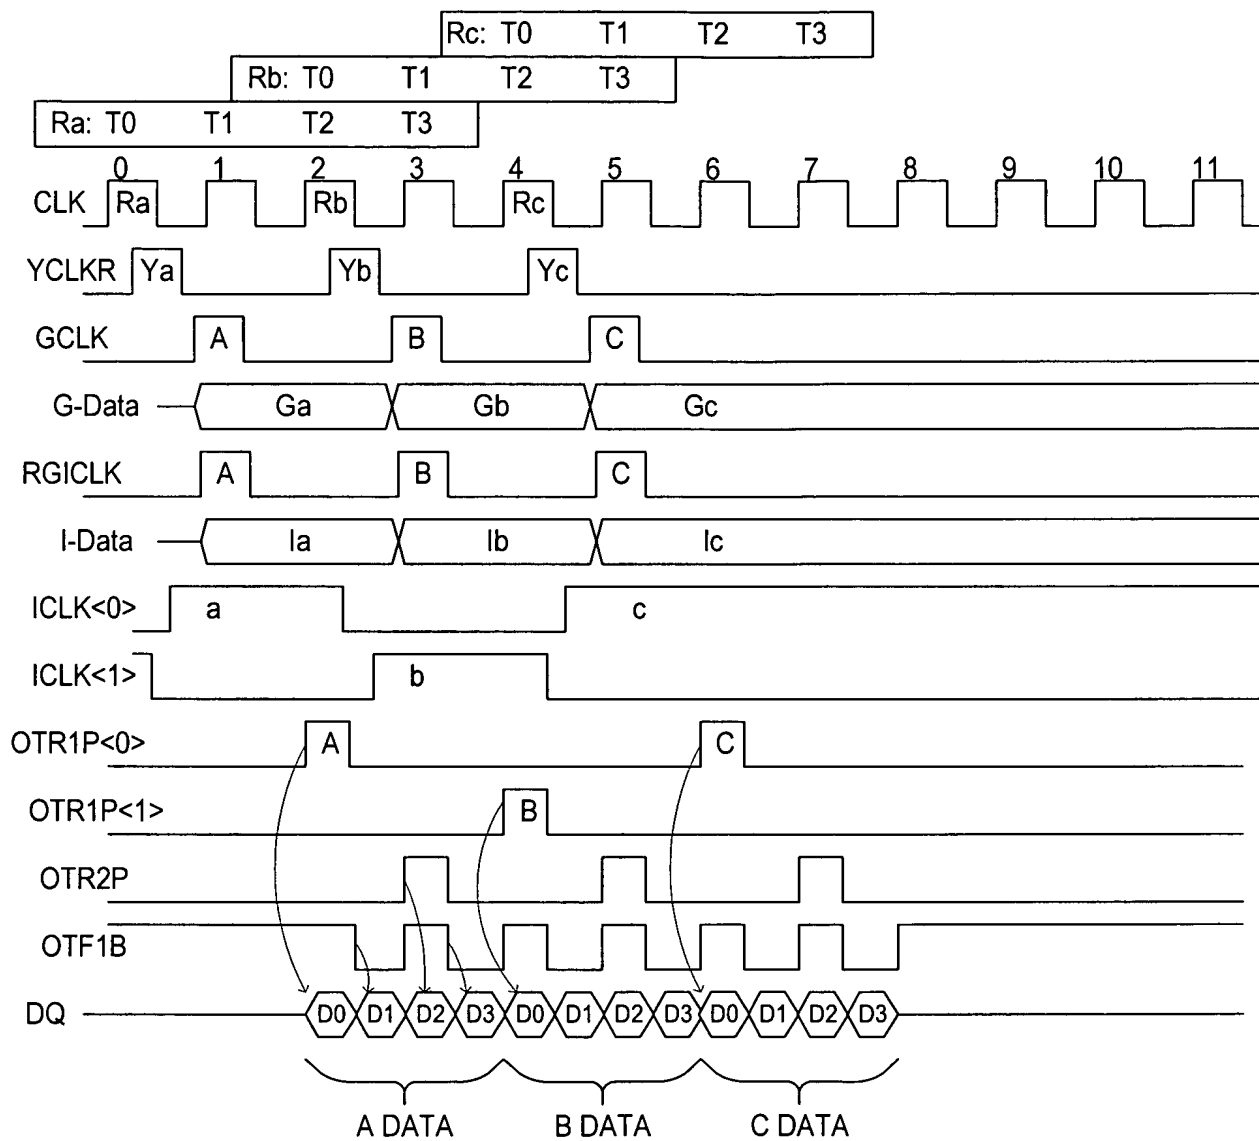 Rc: T0 T1 T2 T3
Rb: T0 T1 T2 T3
Ra: T0 T1 T2 T3
0 1 2 3 4 5 6 7 8 9 10 11
CLK Ra Rb Rc
YCLKR Ya Yb Yc
GCLK A B C
G-Data Ga Gb Gc
RGICLK A B C
I-Data Ia Ib Ic
ICLK<0> a c
ICLK<1> b
OTR1P<0> A C
OTR1P<1> B
OTR2P
OTF1B
DQ D0 D1 D2 D3 D0 D1 D2 D3 D0 D1 D2 D3
A DATA B DATA C DATA